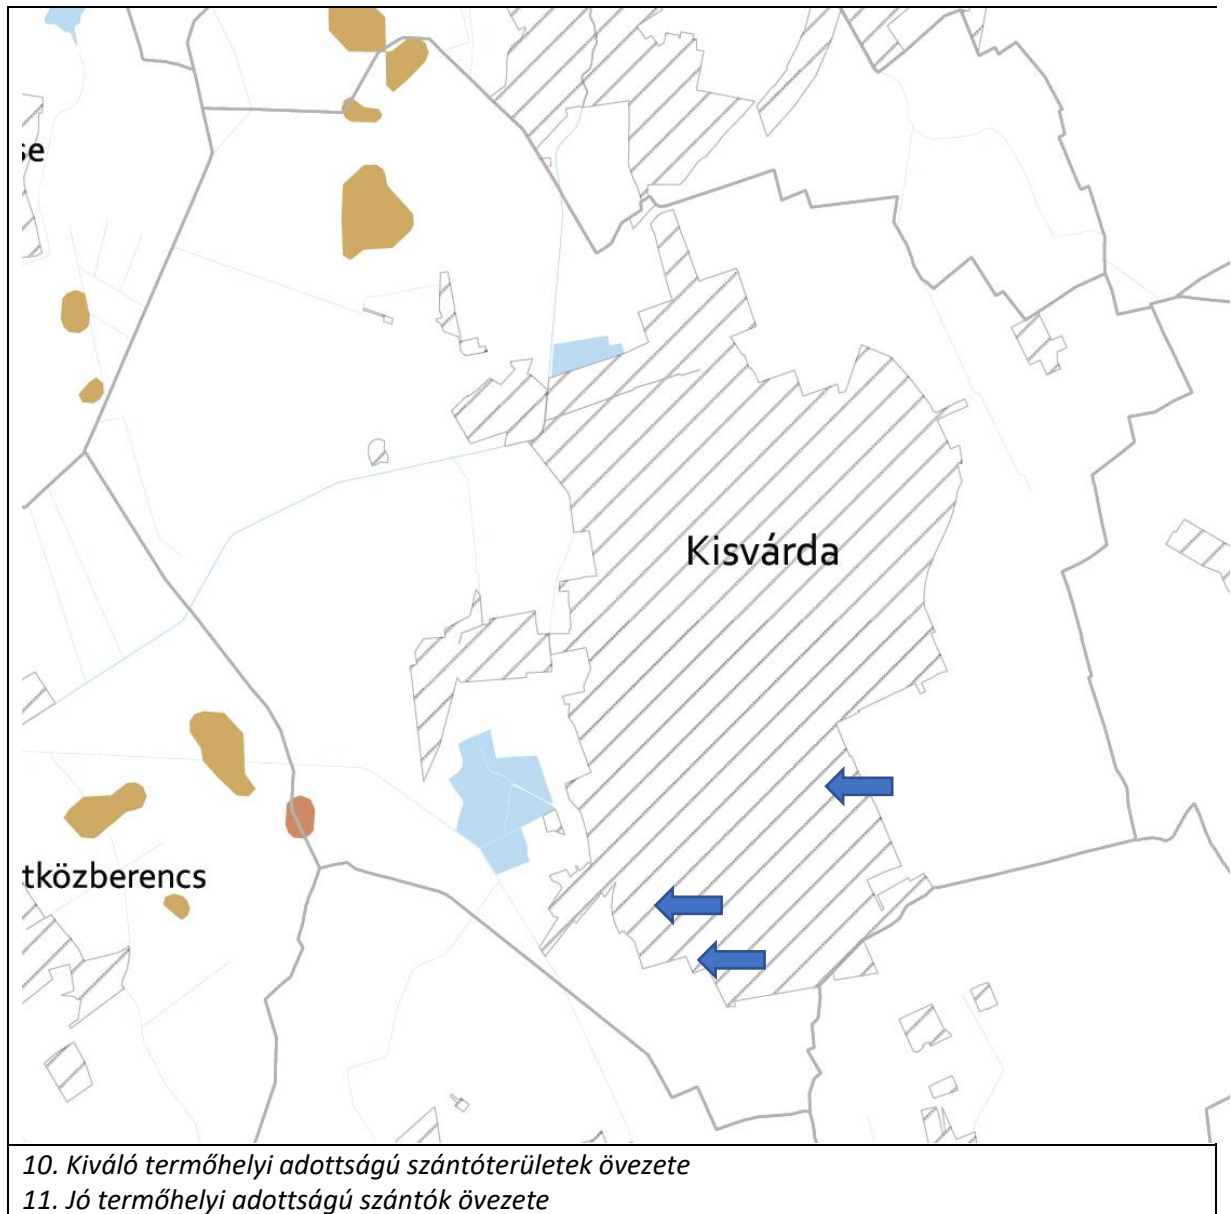 se
Kisvárda
tközberencs
10. Kiváló termőhelyi adottságú szántóterületek övezete
11. Jó termőhelyi adottságú szántók övezete